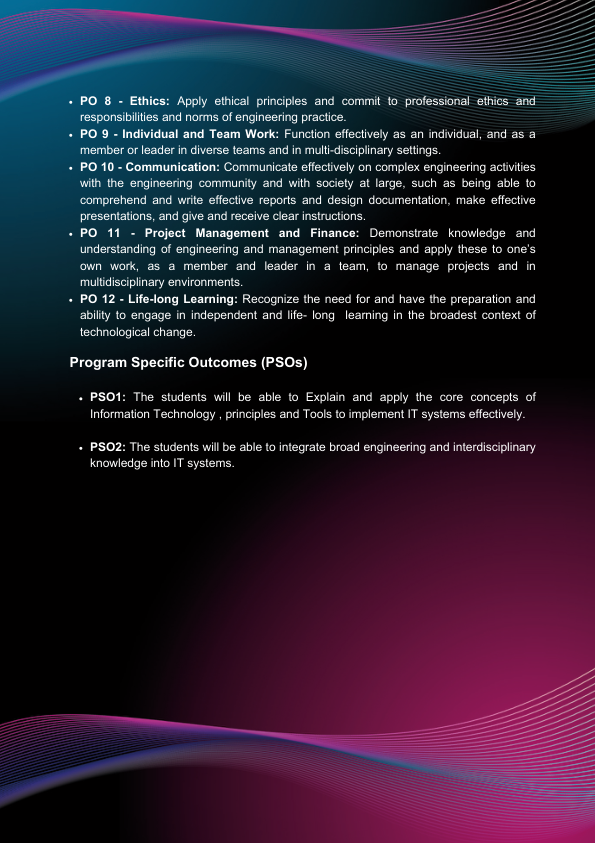 • PO 8 - Ethics: Apply ethical principles and commit to professional ethics and
responsibilities and norms of engineering practice.
• PO 9 - Individual and Team Work: Function effectively as an individual, and as a
member or leader in diverse teams and in multi-disciplinary settings.
• PO 10 - Communication: Communicate effectively on complex engineering activities
with the engineering community and with society at large, such as being able to
comprehend and write effective reports and design documentation, make effective
presentations, and give and receive clear instructions.
• PO 11 - Project Management and Finance: Demonstrate knowledge and
understanding of engineering and management principles and apply these to one’s
own work, as a member and leader in a team, to manage projects and in
multidisciplinary environments.
• PO 12 - Life-long Learning: Recognize the need for and have the preparation and
ability to engage in independent and life- long learning in the broadest context of
technological change.
Program Specific Outcomes (PSOs)
• PSO1: The students will be able to Explain and apply the core concepts of
Information Technology , principles and Tools to implement IT systems effectively.
• PSO2: The students will be able to integrate broad engineering and interdisciplinary
knowledge into IT systems.